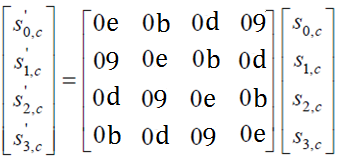 s'0,c 0e 0b 0d 09 s0,c
s'1,c = 09 0e 0b 0d s1,c
s'2,c 0d 09 0e 0b s2,c
s'3,c 0b 0d 09 0e s3,c